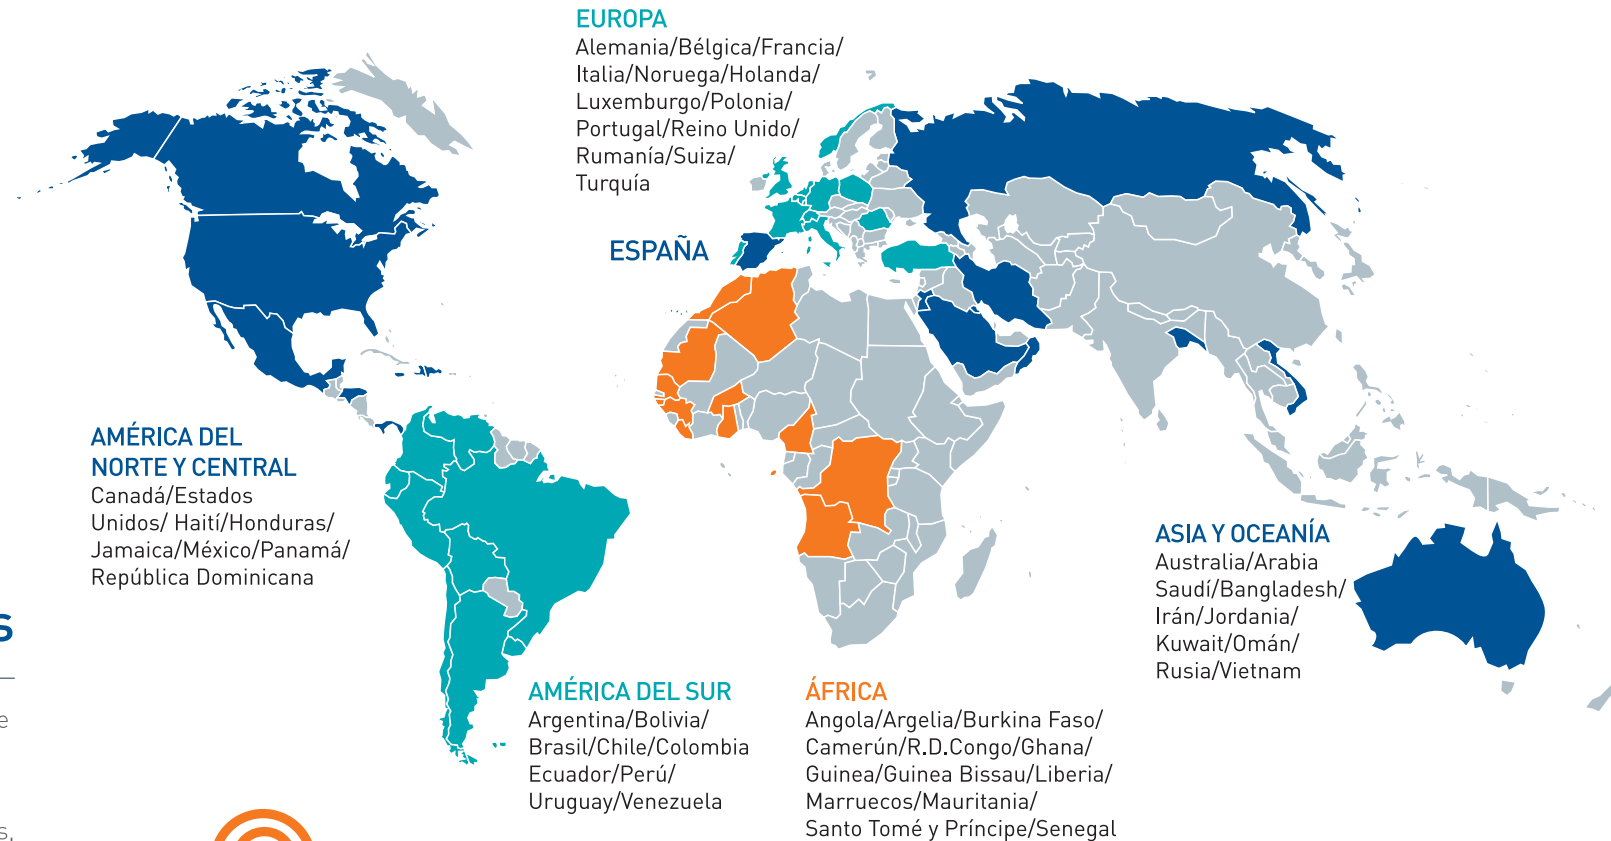 EUROPA
Alemania/Bélgica/Francia/
Italia/Noruega/Holanda/
Luxemburgo/Polonia/
Portugal/Reino Unido/
Rumanía/Suiza/
Turquía
ESPAÑA
AMÉRICA DEL
NORTE Y CENTRAL
Canadá/Estados
Unidos/ Haití/Honduras/
Jamaica/México/Panamá/
República Dominicana
ASIA Y OCEANÍA
Australia/Arabia
Saudí/Bangladesh/
Irán/Jordania/
Kuwait/Omán/
Rusia/Vietnam
S
e
s,
AMÉRICA DEL SUR
Argentina/Bolivia/
Brasil/Chile/Colombia
Ecuador/Perú/
Uruguay/Venezuela
ÁFRICA
Angola/Argelia/Burkina Faso/
Camerún/R.D.Congo/Ghana/
Guinea/Guinea Bissau/Liberia/
Marruecos/Mauritania/
Santo Tomé y Príncipe/Senegal